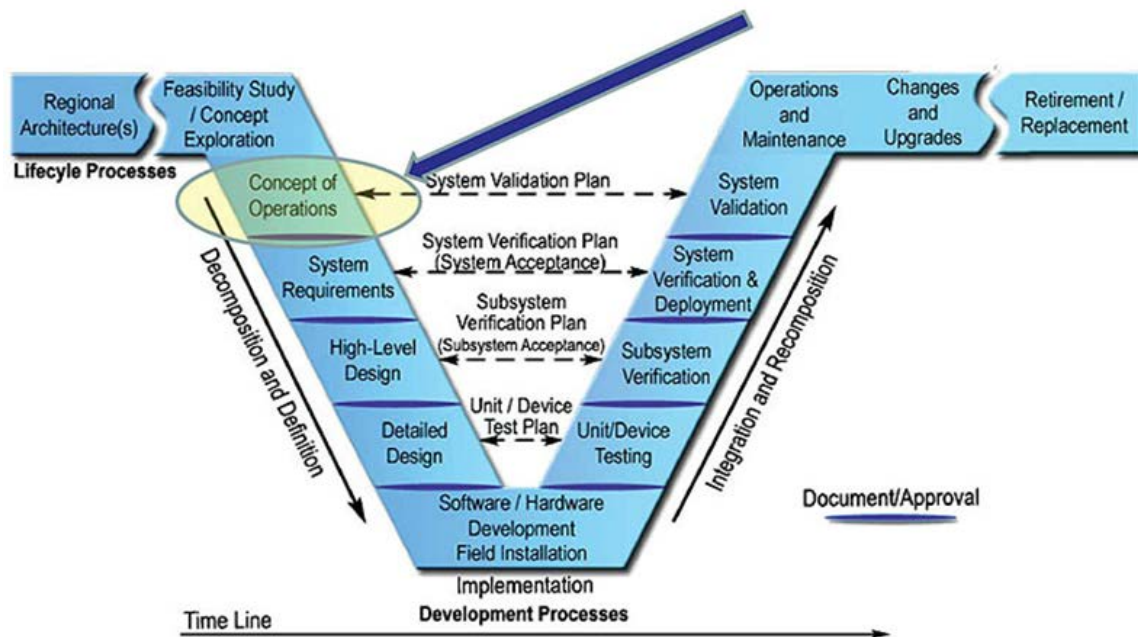 Regional
Architecture(s)
Feasibility Study
/ Concept
Exploration
Operations
and
Maintenance
Changes
and
Upgrades
Retirement /
Replacement
Lifecyle Processes
Concept of
Operations
System Validation Plan
System
Validation
System Verification Plan
(System Acceptance)
System
Requirements
System
Verification &
Deployment
Subsystem
Verification Plan
(Subsystem Acceptance)
High-Level
Design
Subsystem
Verification
Unit / Device
Test Plan
Detailed
Design
Unit/Device
Testing
Decomposition and Definition
Integration and Recomposition
Software / Hardware
Development
Field Installation
Document/Approval
Implementation
Development Processes
Time Line